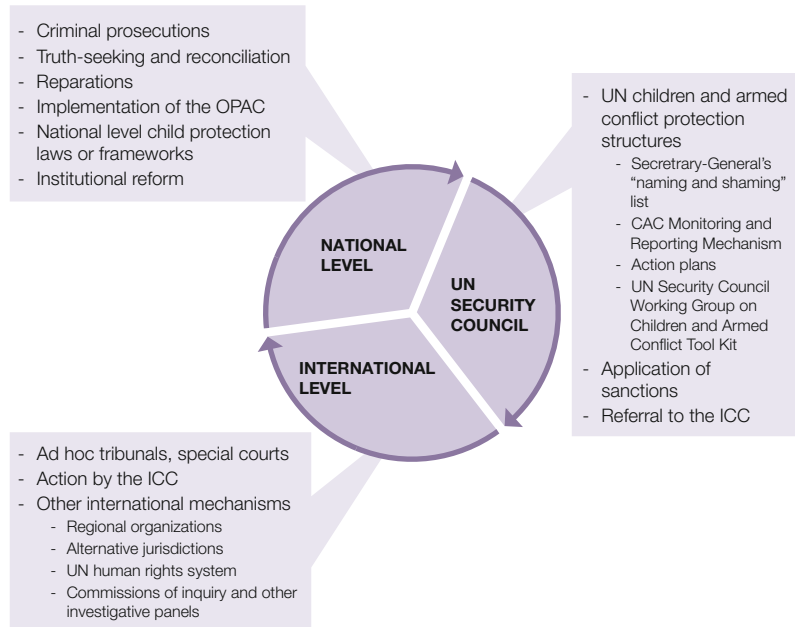 - Criminal prosecutions
- Truth-seeking and reconciliation
- Reparations
- Implementation of the OPAC
- National level child protection
laws or frameworks
- Institutional reform
- UN children and armed
conflict protection
structures
- Secretrary-General's
“naming and shaming”
list
- CAC Monitoring and
Reporting Mechanism
- Action plans
- UN Security Council
Working Group on
Children and Armed
Conflict Tool Kit
- Application of
sanctions
- Referral to the ICC
NATIONAL
LEVEL
UN
SECURITY
COUNCIL
INTERNATIONAL
LEVEL
- Ad hoc tribunals, special courts
- Action by the ICC
- Other international mechanisms
- Regional organizations
- Alternative jurisdictions
- UN human rights system
- Commissions of inquiry and other
investigative panels